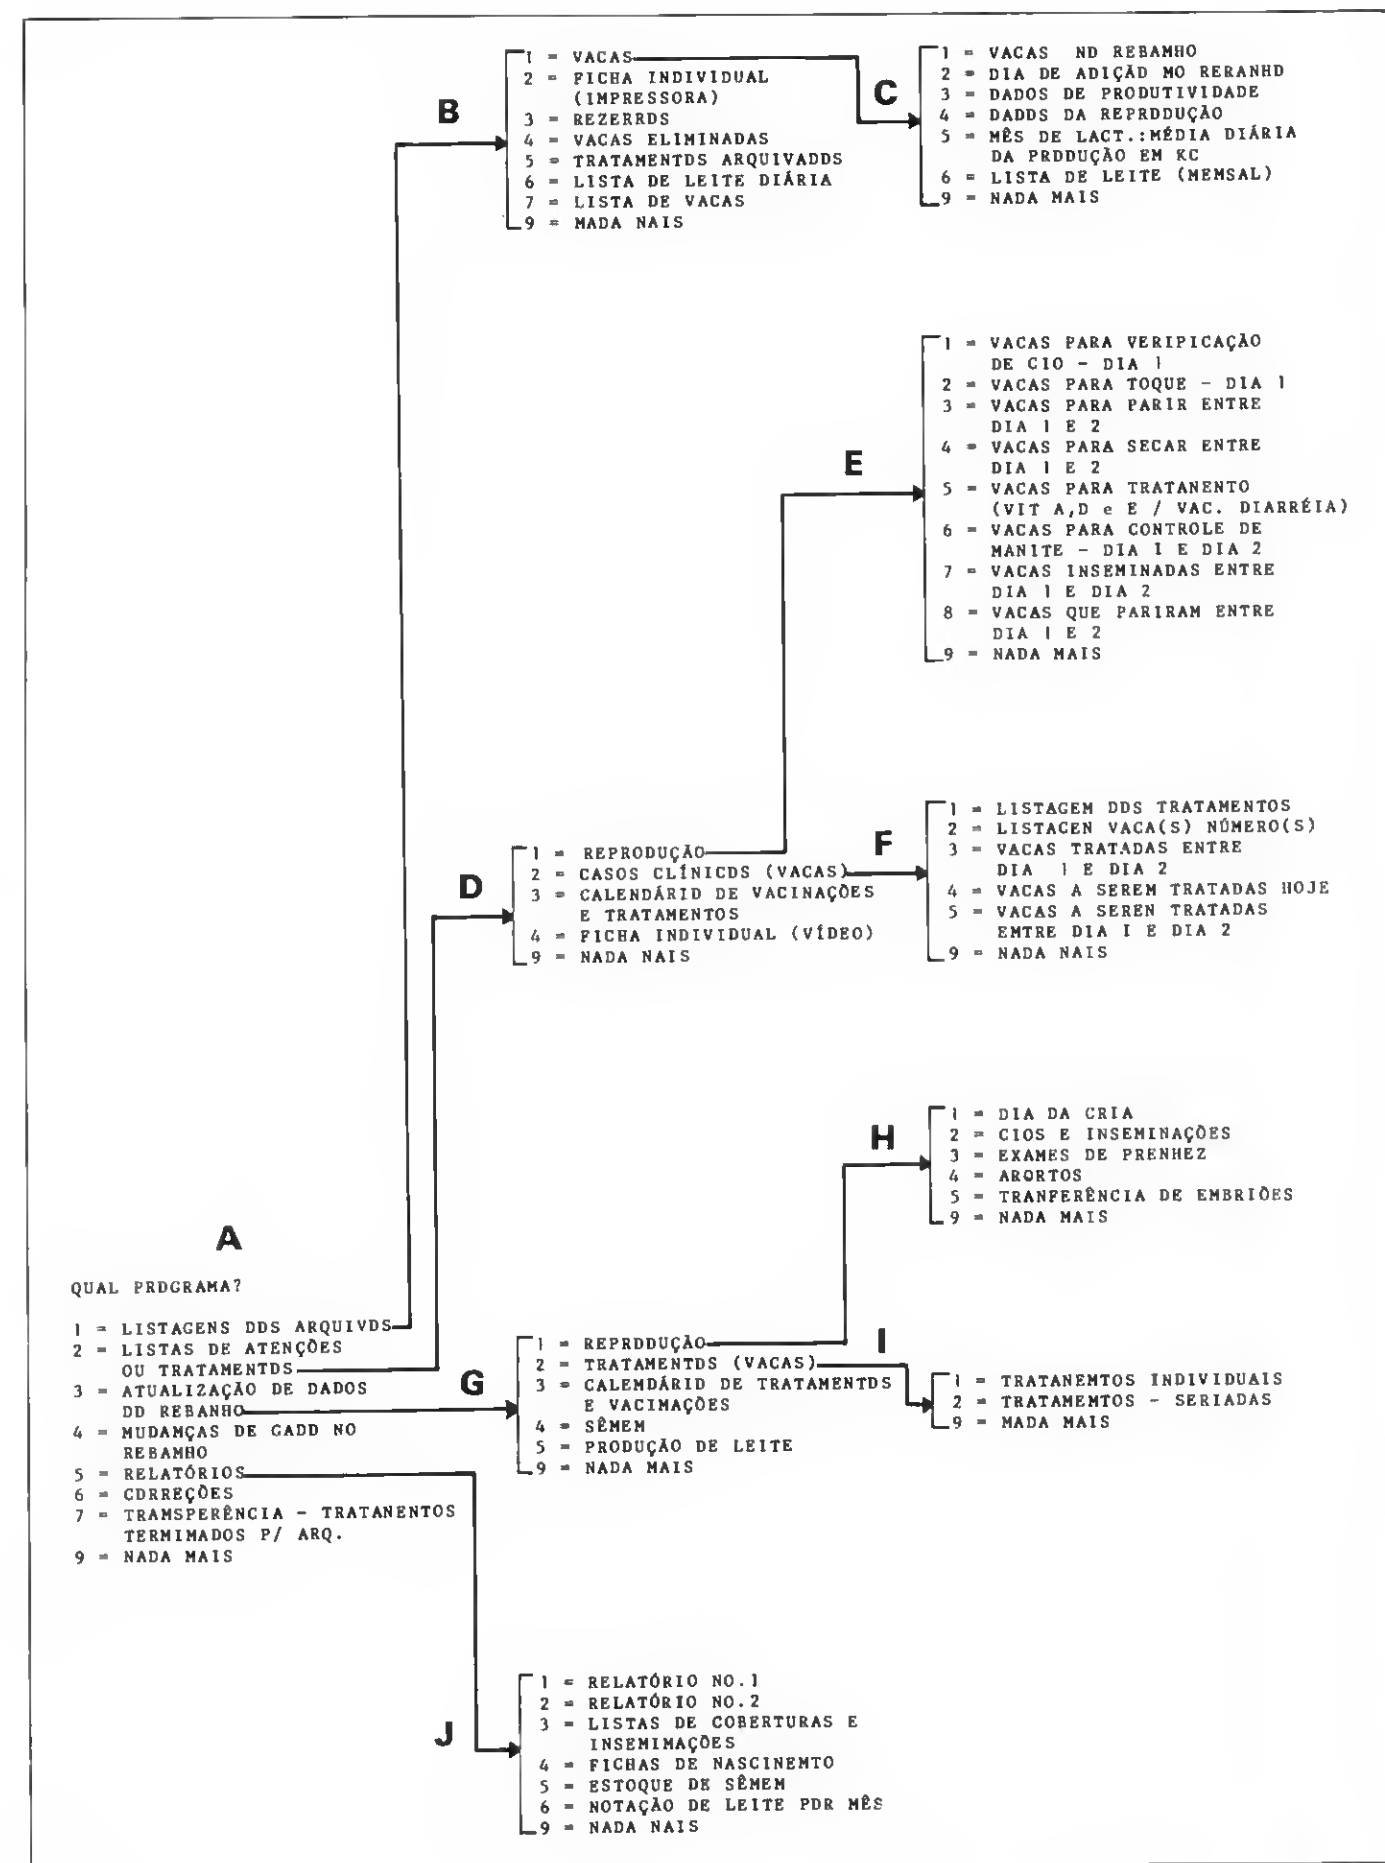 B
1 = VACAS
2 = FICHA INDIVIDUAL
(IMPRESSORA)
3 = REZERRDS
4 = VACAS ELIMINADAS
5 = TRATAMENTDS ARQUIVADDS
6 = LISTA DE LEITE DIÁRIA
7 = LISTA DE VACAS
9 = MADA NAIS
C
1 = VACAS ND REBAMHO
2 = DIA DE ADIÇÃD MO RERANHD
3 = DADOS DE PRODUTIVIDADE
4 = DADDS DA REPRDDUÇÃO
5 = MÊS DE LACT.:MÉDIA DIÁRIA
DA PRDDUÇÃO EM KC
6 = LISTA DE LEITE (MEMSAL)
9 = NADA MAIS
E
1 = VACAS PARA VERIPICAÇÃO
DE CIO - DIA 1
2 = VACAS PARA TOQUE - DIA 1
3 = VACAS PARA PARIR ENTRE
DIA 1 E 2
4 = VACAS PARA SECAR ENTRE
DIA 1 E 2
5 = VACAS PARA TRATANENTO
(VIT A,D e E / VAC. DIARRÉIA)
6 = VACAS PARA CONTROLE DE
MANITE - DIA I E DIA 2
7 = VACAS INSEMINADAS ENTRE
DIA 1 E DIA 2
8 = VACAS QUE PARIRAM ENTRE
DIA 1 E 2
9 = NADA MAIS
D
1 = REPRODUÇÃO
2 = CASOS CLÍNICDS (VACAS)
3 = CALENDÁRID DE VACINAÇÕES
E TRATAMENTOS
4 = FICHA INDIVIDUAL (VÍDEO)
9 = NADA NAIS
F
1 = LISTAGEM DDS TRATAMENTOS
2 = LISTAGEN VACA(S) NÚMERO(S)
3 = VACAS TRATADAS ENTRE
DIA 1 E DIA 2
4 = VACAS A SEREM TRATADAS HOJE
5 = VACAS A SEREN TRATADAS
EMTRE DIA I E DIA 2
9 = NADA NAIS
H
1 = DIA DA CRIA
2 = CIOS E INSEMINAÇÕES
3 = EXAMES DE PRENHEZ
4 = ARORTOS
5 = TRANPERÊNCIA DE EMBRIÕES
9 = NADA MAIS
A
QUAL PRDGRAMA?
1 = LISTAGENS DDS ARQUIVDS
2 = LISTAS DE ATENÇÕES
OU TRATAMENTDS
3 = ATUALIZAÇÃO DE DADOS
DD REBANHO
4 = MUDAMÇAS DE GADD NO
REBAMHO
5 = RELATÓRIOS
6 = CDRREÇÕES
7 = TRAMSPERÊNCIA - TRATANENTOS
TERMIMADOS P/ ARQ.
9 = NADA MAIS
G
1 = REPRDDUÇÃO
2 = TRATAMENTDS (VACAS)
3 = CALEMDÁRID DE TRATAMENTDS
E VACIMAÇÕES
4 = SÊMEM
5 = PRODUÇÃO DE LEITE
9 = NADA MAIS
I
1 = TRATANEMTOS INDIVIDUAIS
2 = TRATAMEMTOS - SERIADAS
9 = MADA MAIS
J
1 = RELATÓRIO NO.1
2 = RELATÓRIO NO.2
3 = LISTAS DE COBERTURAS E
INSEMIMAÇÕES
4 = FICHAS DE NASCINEMTO
5 = ESTOQUE DE SÊMEM
6 = NOTAÇÃO DE LEITE PDR MÊS
9 = NADA NAIS